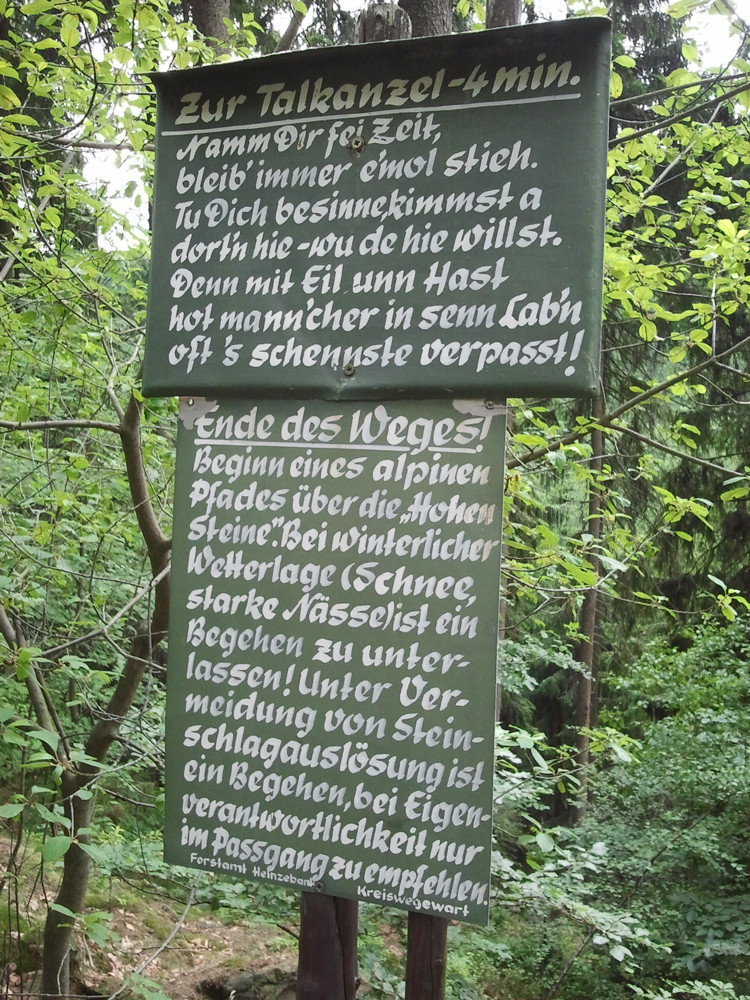 Zur Talkanzel-4 min.
Namm Dir fei Zeit,
bleib' immer e'mol stieh.
Tu Dich besinne, kimmst a
dort'n hie - wu de hie willst.
Denn mit Eil unn Hast
hot mann'cher in senn Lab'n
oft 's schennste verpasst!
Ende des Weges!
Beginn eines alpinen
Pfades über die „Hohen
Steine". Bei winterlicher
Wetterlage (Schnee,
starke Nässe) ist ein
Begehen zu unter-
lassen! Unter Ver-
meidung von Stein-
schlagauslösung ist
ein Begehen, bei Eigen-
verantwortlichkeit nur
im Passgang zu empfehlen.
Forstamt Heinzebank
Kreiswegewart